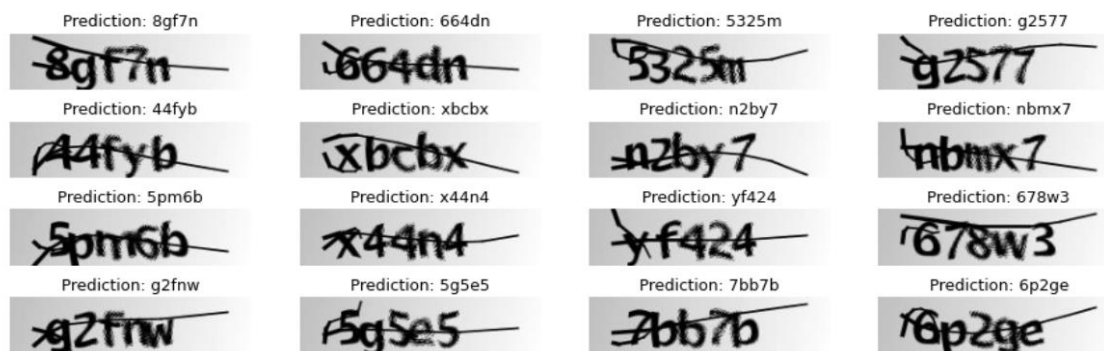 Prediction: 8gf7n Prediction: 664dn Prediction: 5325m Prediction: g2577
8gf7n 664dn 5325m g2577
Prediction: 44fyb Prediction: xbcbx Prediction: n2by7 Prediction: nbmx7
44fyb xbcbx n2by7 nbmx7
Prediction: 5pm6b Prediction: x44n4 Prediction: yf424 Prediction: 678w3
5pm6b x44n4 yf424 678w3
Prediction: g2fnw Prediction: 5g5e5 Prediction: 7bb7b Prediction: 6p2ge
g2fnw 5g5e5 7bb7b 6p2ge